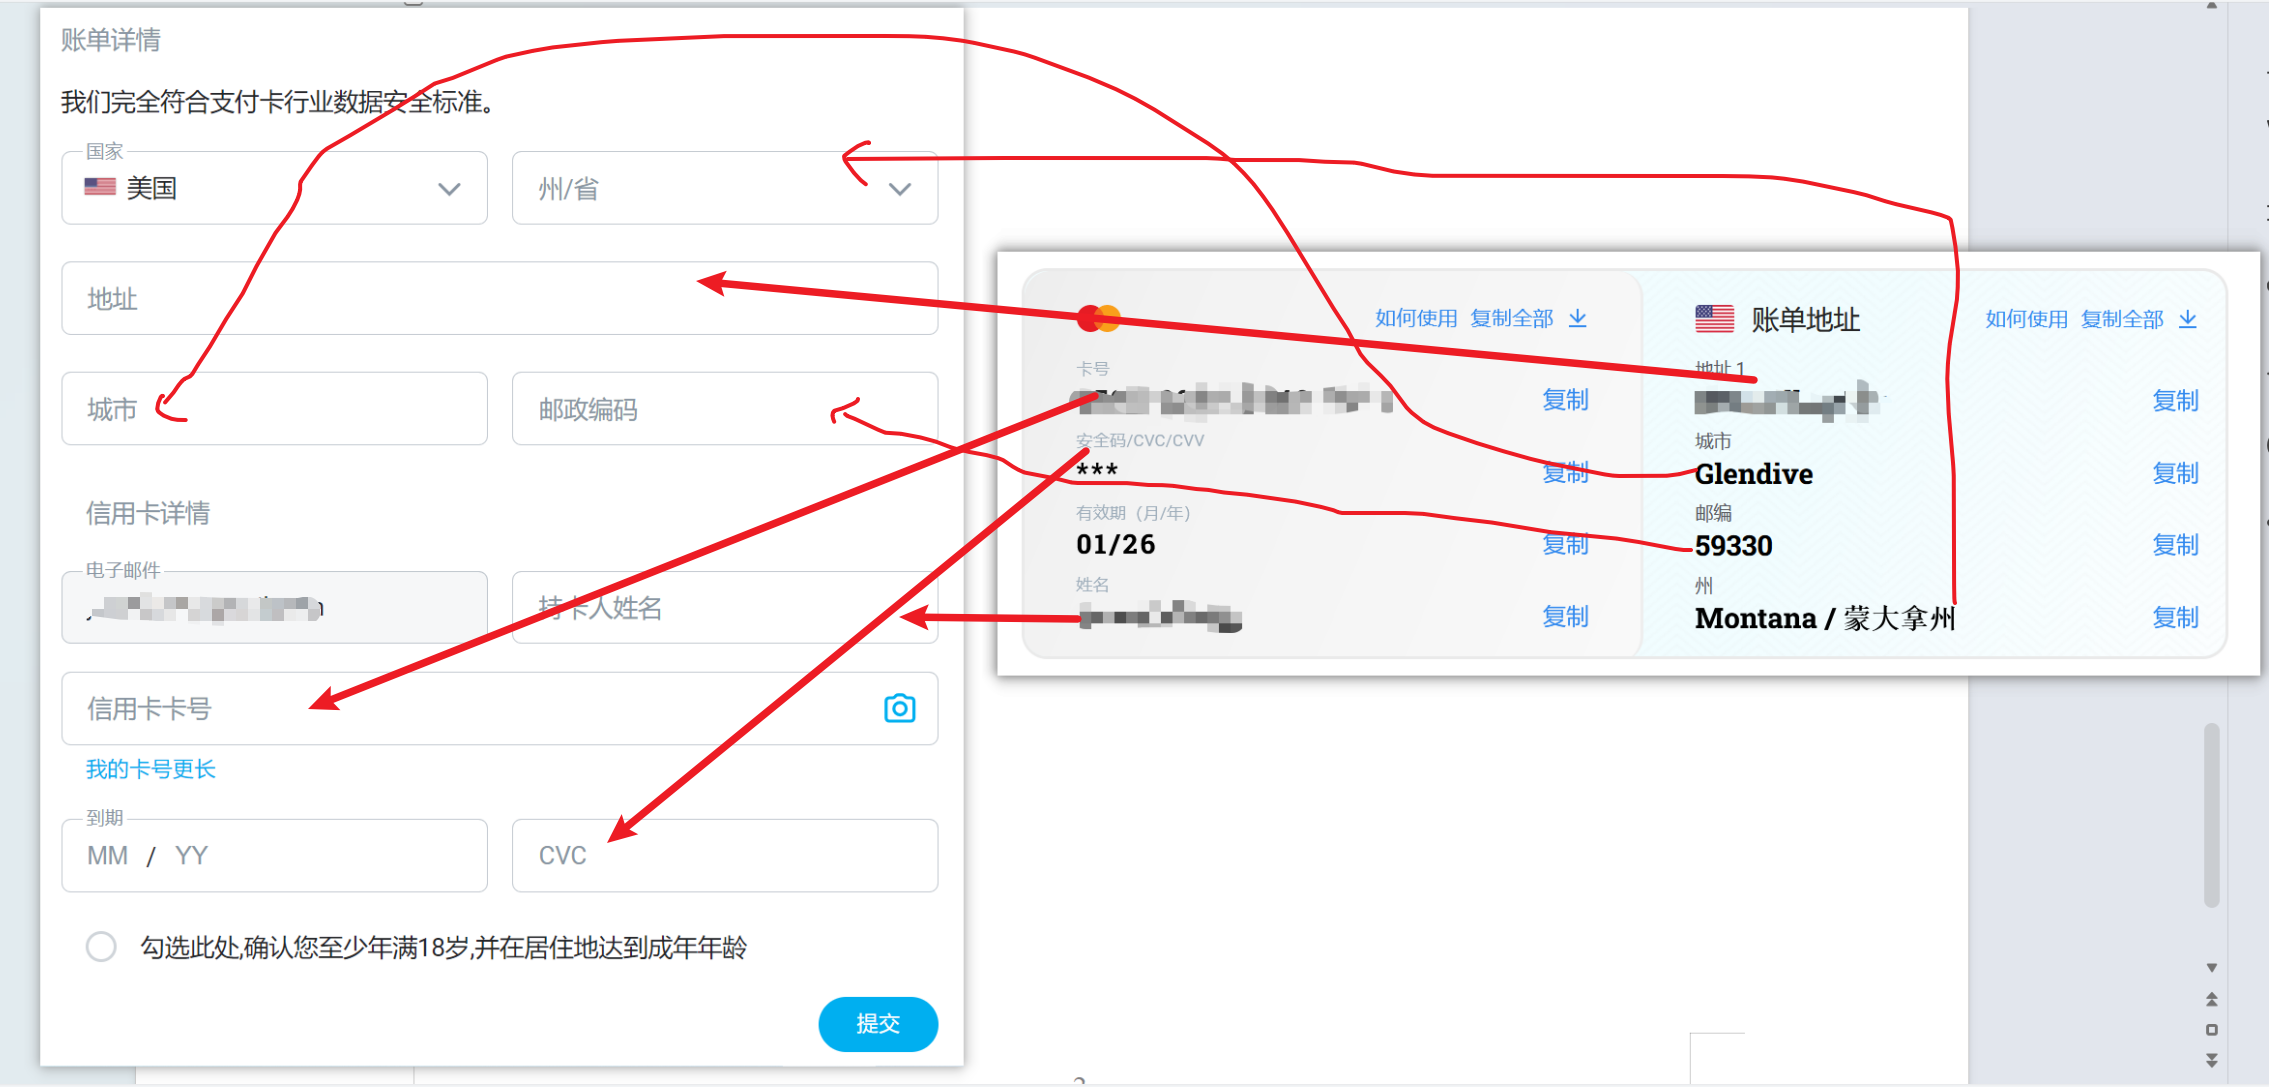 账单详情
我们完全符合支付卡行业数据安全标准。
国家
美国
州/省
地址
城市
邮政编码
信用卡详情
电子邮件
持卡人姓名
信用卡卡号
我的卡号更长
到期
MM / YY
CVC
勾选此处,确认您至少年满18岁,并在居住地达到成年年龄
提交
如何使用 复制全部
卡号
复制
安全码/CVC/CVV
***
复制
有效期（月/年）
01/26
复制
姓名
复制
账单地址
如何使用 复制全部
地址 1
复制
城市
Glendive
复制
邮编
59330
复制
州
Montana / 蒙大拿州
复制